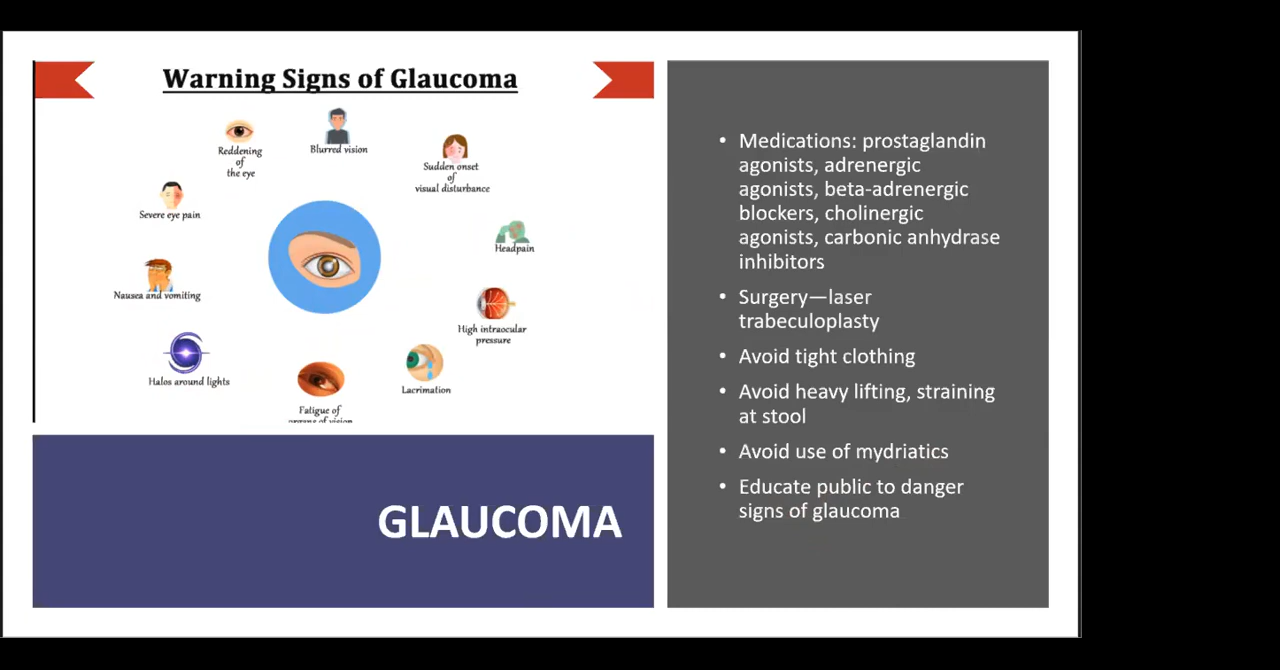 Warning Signs of Glaucoma
Reddening
of
the eye
Blurred vision
Sudden onset
of
visual disturbance
Severe eye pain
Headpain
Nausea and vomiting
High intraocular
pressure
Halos around lights
Lacrimation
Fatigue of
organs of vision
GLAUCOMA
• Medications: prostaglandin
agonists, adrenergic
agonists, beta-adrenergic
blockers, cholinergic
agonists, carbonic anhydrase
inhibitors
• Surgery—laser
trabeculoplasty
• Avoid tight clothing
• Avoid heavy lifting, straining
at stool
• Avoid use of mydriatics
• Educate public to danger
signs of glaucoma